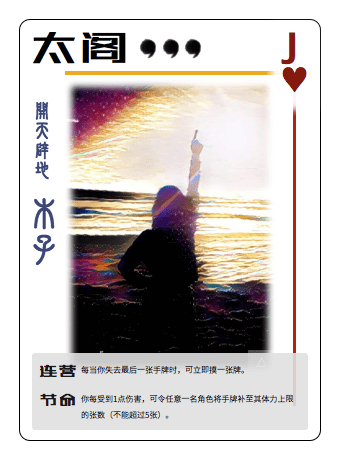 太阁
J
開天辟地
木子
连营 每当你失去最后一张手牌时，可立即摸一张牌。
节命 你每受到1点伤害，可令任意一名角色将手牌补至其体力上限
的张数（不能超过5张）。